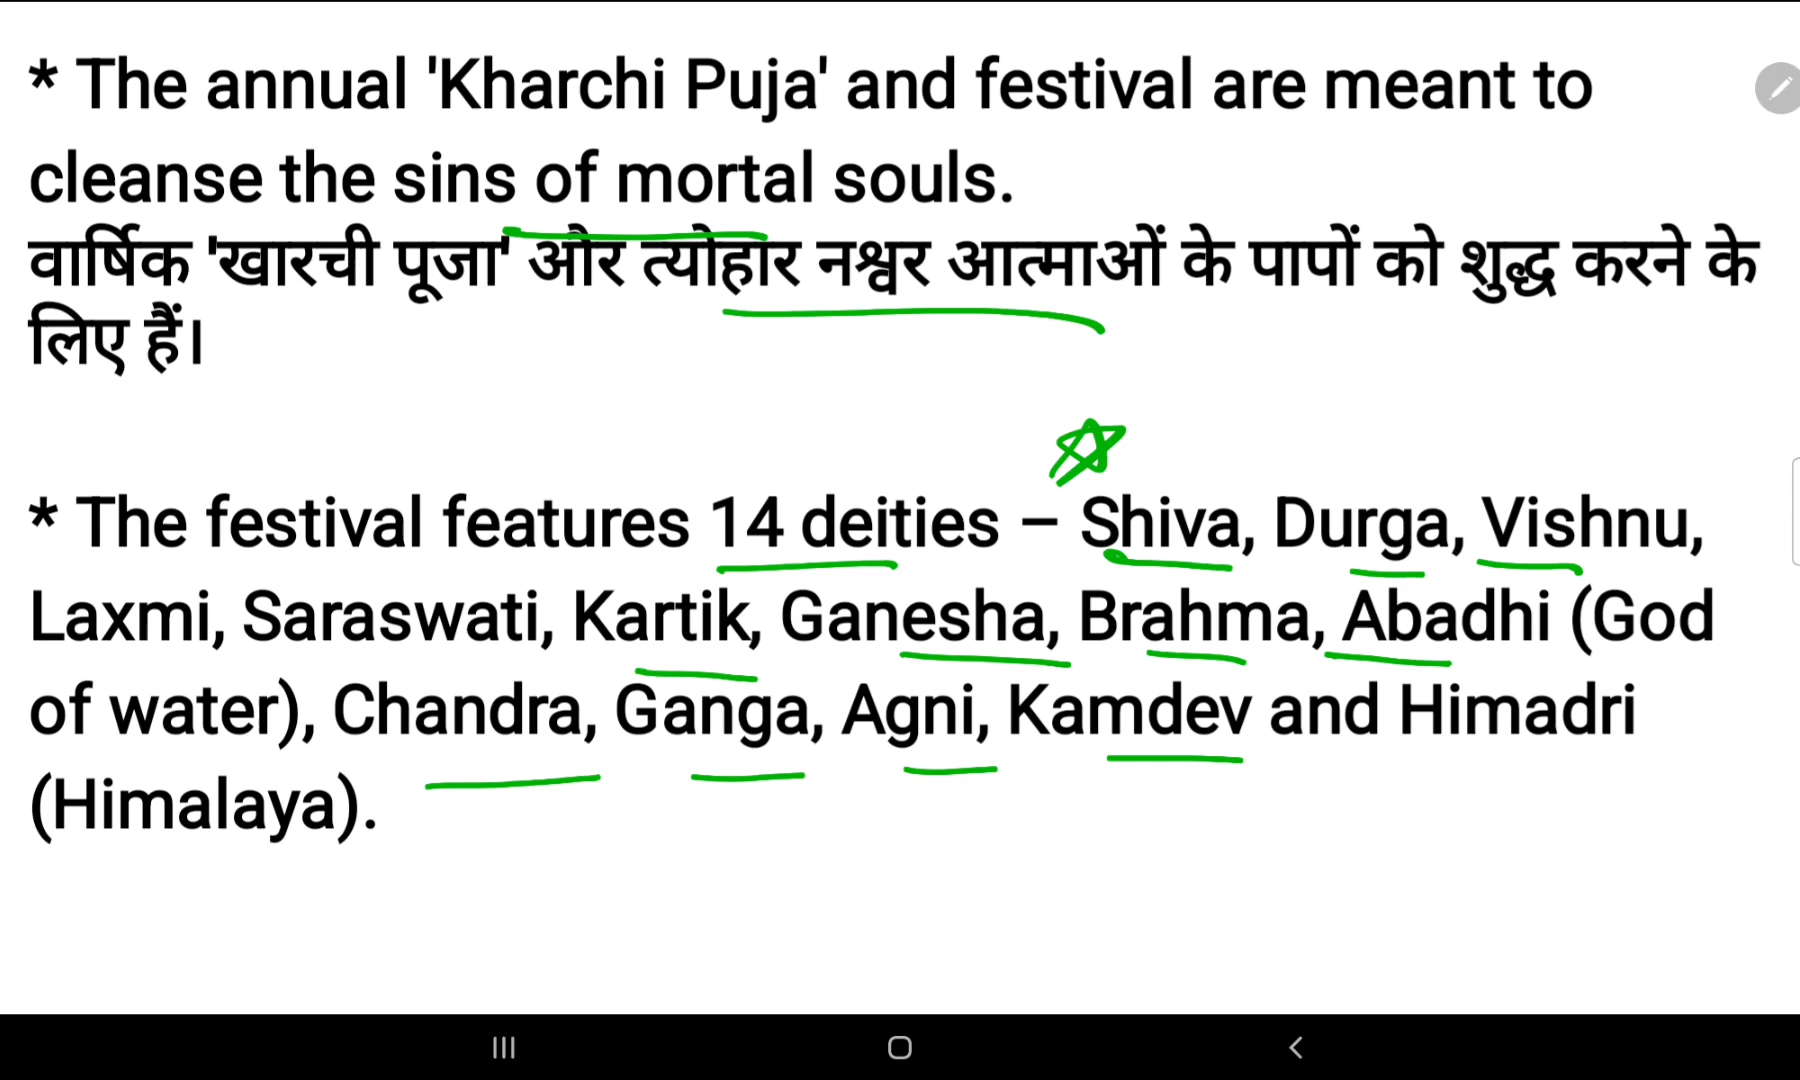 * The annual 'Kharchi Puja' and festival are meant to
cleanse the sins of mortal souls.
वार्षिक 'खारची पूजा' और त्योहार नश्वर आत्माओं के पापों को शुद्ध करने के
लिए हैं।
* The festival features 14 deities – Shiva, Durga, Vishnu,
Laxmi, Saraswati, Kartik, Ganesha, Brahma, Abadhi (God
of water), Chandra, Ganga, Agni, Kamdev and Himadri
(Himalaya).